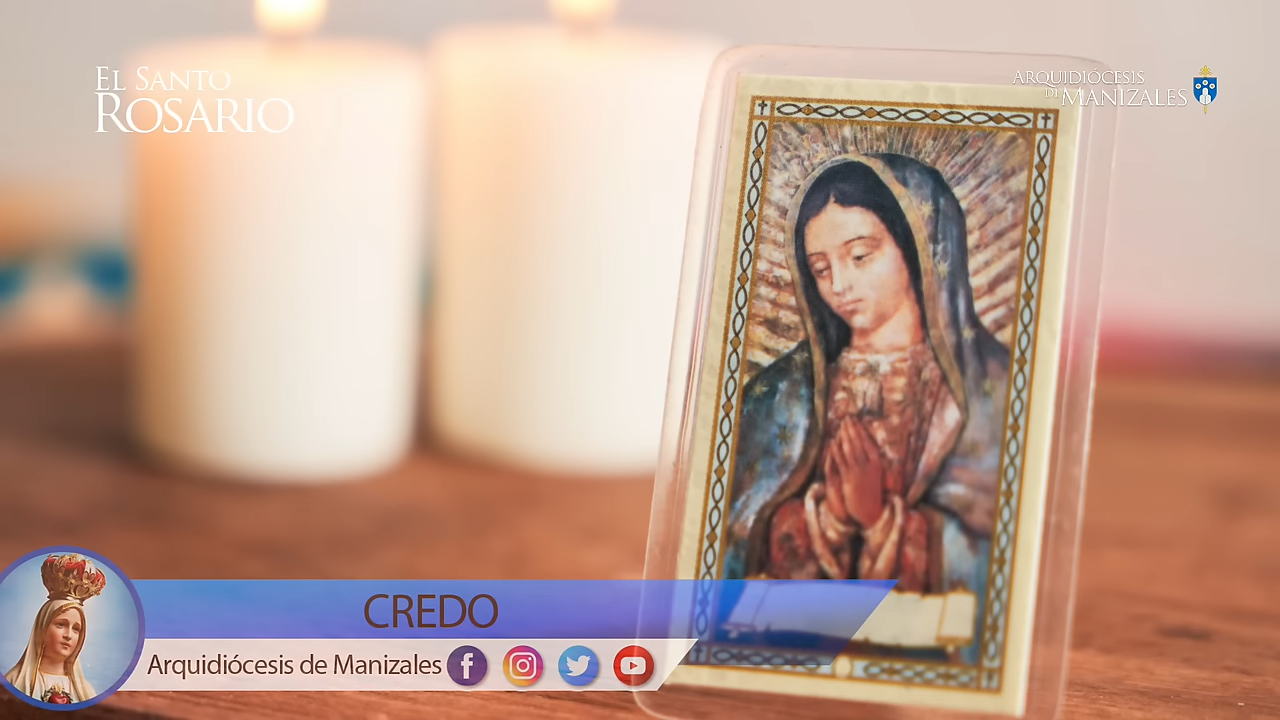 EL SANTO
ROSARIO
ARQUIDIÓCESIS
DE MANIZALES
CREDO
Arquidiócesis de Manizales